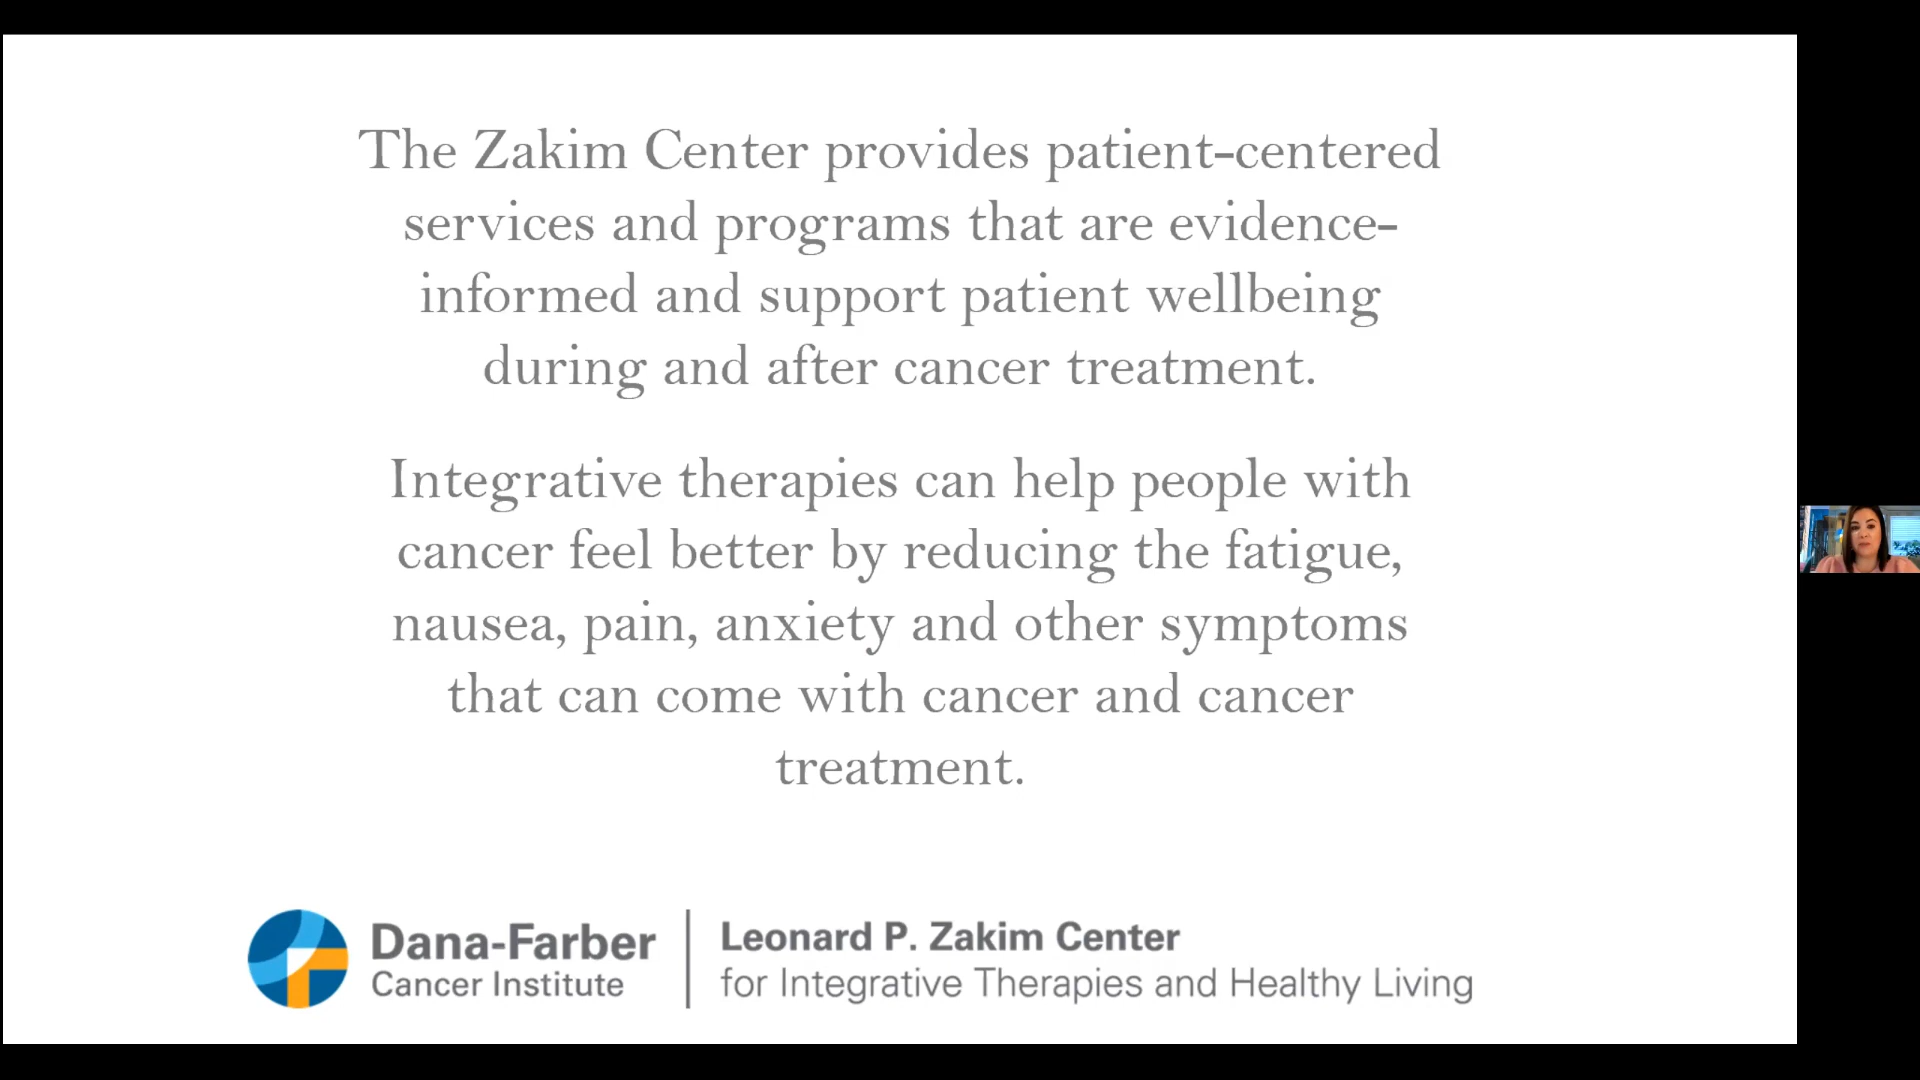 The Zakim Center provides patient-centered
services and programs that are evidence-
informed and support patient wellbeing
during and after cancer treatment.
Integrative therapies can help people with
cancer feel better by reducing the fatigue,
nausea, pain, anxiety and other symptoms
that can come with cancer and cancer
treatment.
Dana-Farber
Cancer Institute
Leonard P. Zakim Center
for Integrative Therapies and Healthy Living